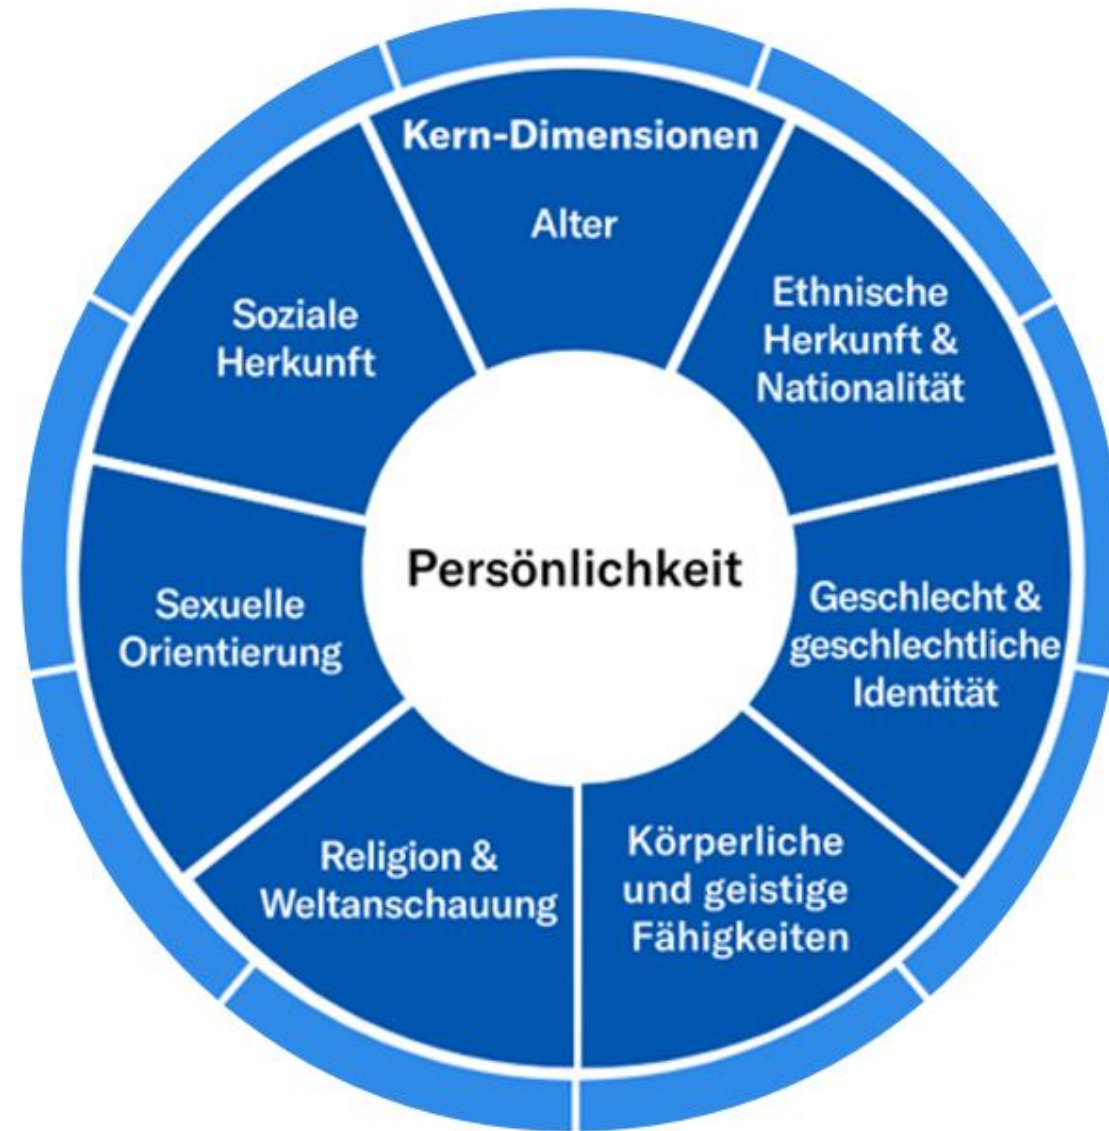 Kern-Dimensionen
Alter
Ethnische
Herkunft &
Nationalität
Geschlecht &
geschlechtliche
Identität
Körperliche
und geistige
Fähigkeiten
Religion &
Weltanschauung
Sexuelle
Orientierung
Soziale
Herkunft
Persönlichkeit